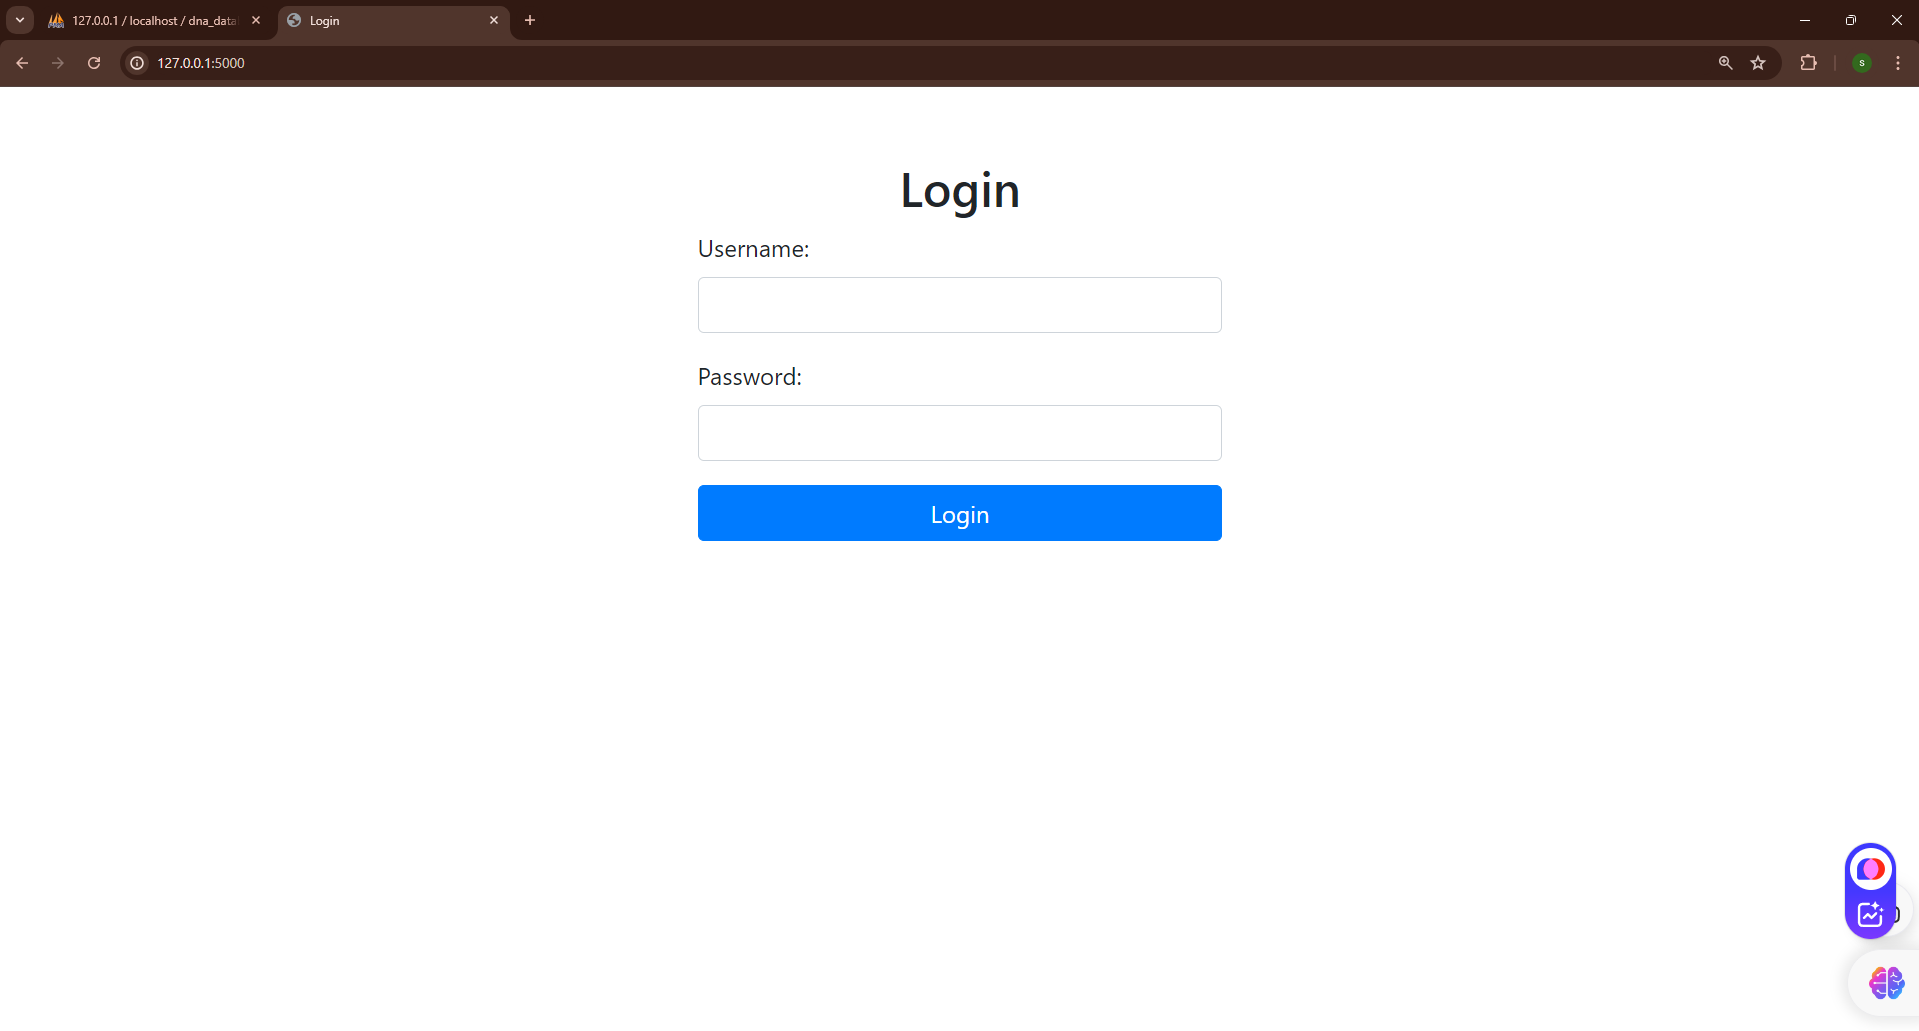 127.0.0.1 / localhost / dna_data
Login
127.0.0.1:5000
S
Login
Username:
Password:
Login